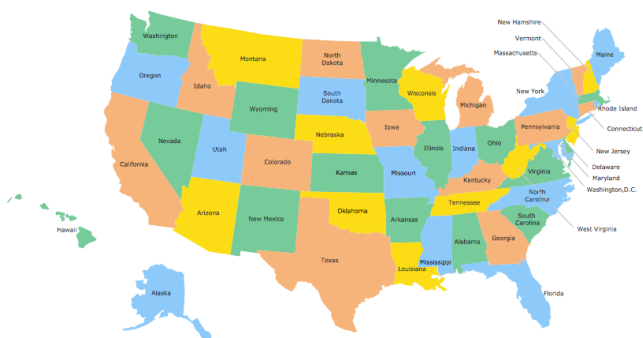 New Hamshire
Vermont
Massachusetts
Maine
Washington
Montana
North
Dakota
Minnesota
Oregon
Idaho
Wisconsin
New York
South
Dakota
Michigan
Wyoming
Rhode Island
Nebraska
Iowa
Pennsylvania
Connecticut
Nevada
Utah
Illinois
Indiana
Ohio
New Jersey
California
Colorado
Kansas
Missouri
Kentucky
Virginia
Delaware
Maryland
Washington,D.C.
Arizona
New Mexico
Oklahoma
Arkansas
Tennessee
North
Carolina
South
Carolina
West Virginia
Hawaii
Texas
Louisiana
Mississippi
Alabama
Georgia
Alaska
Florida